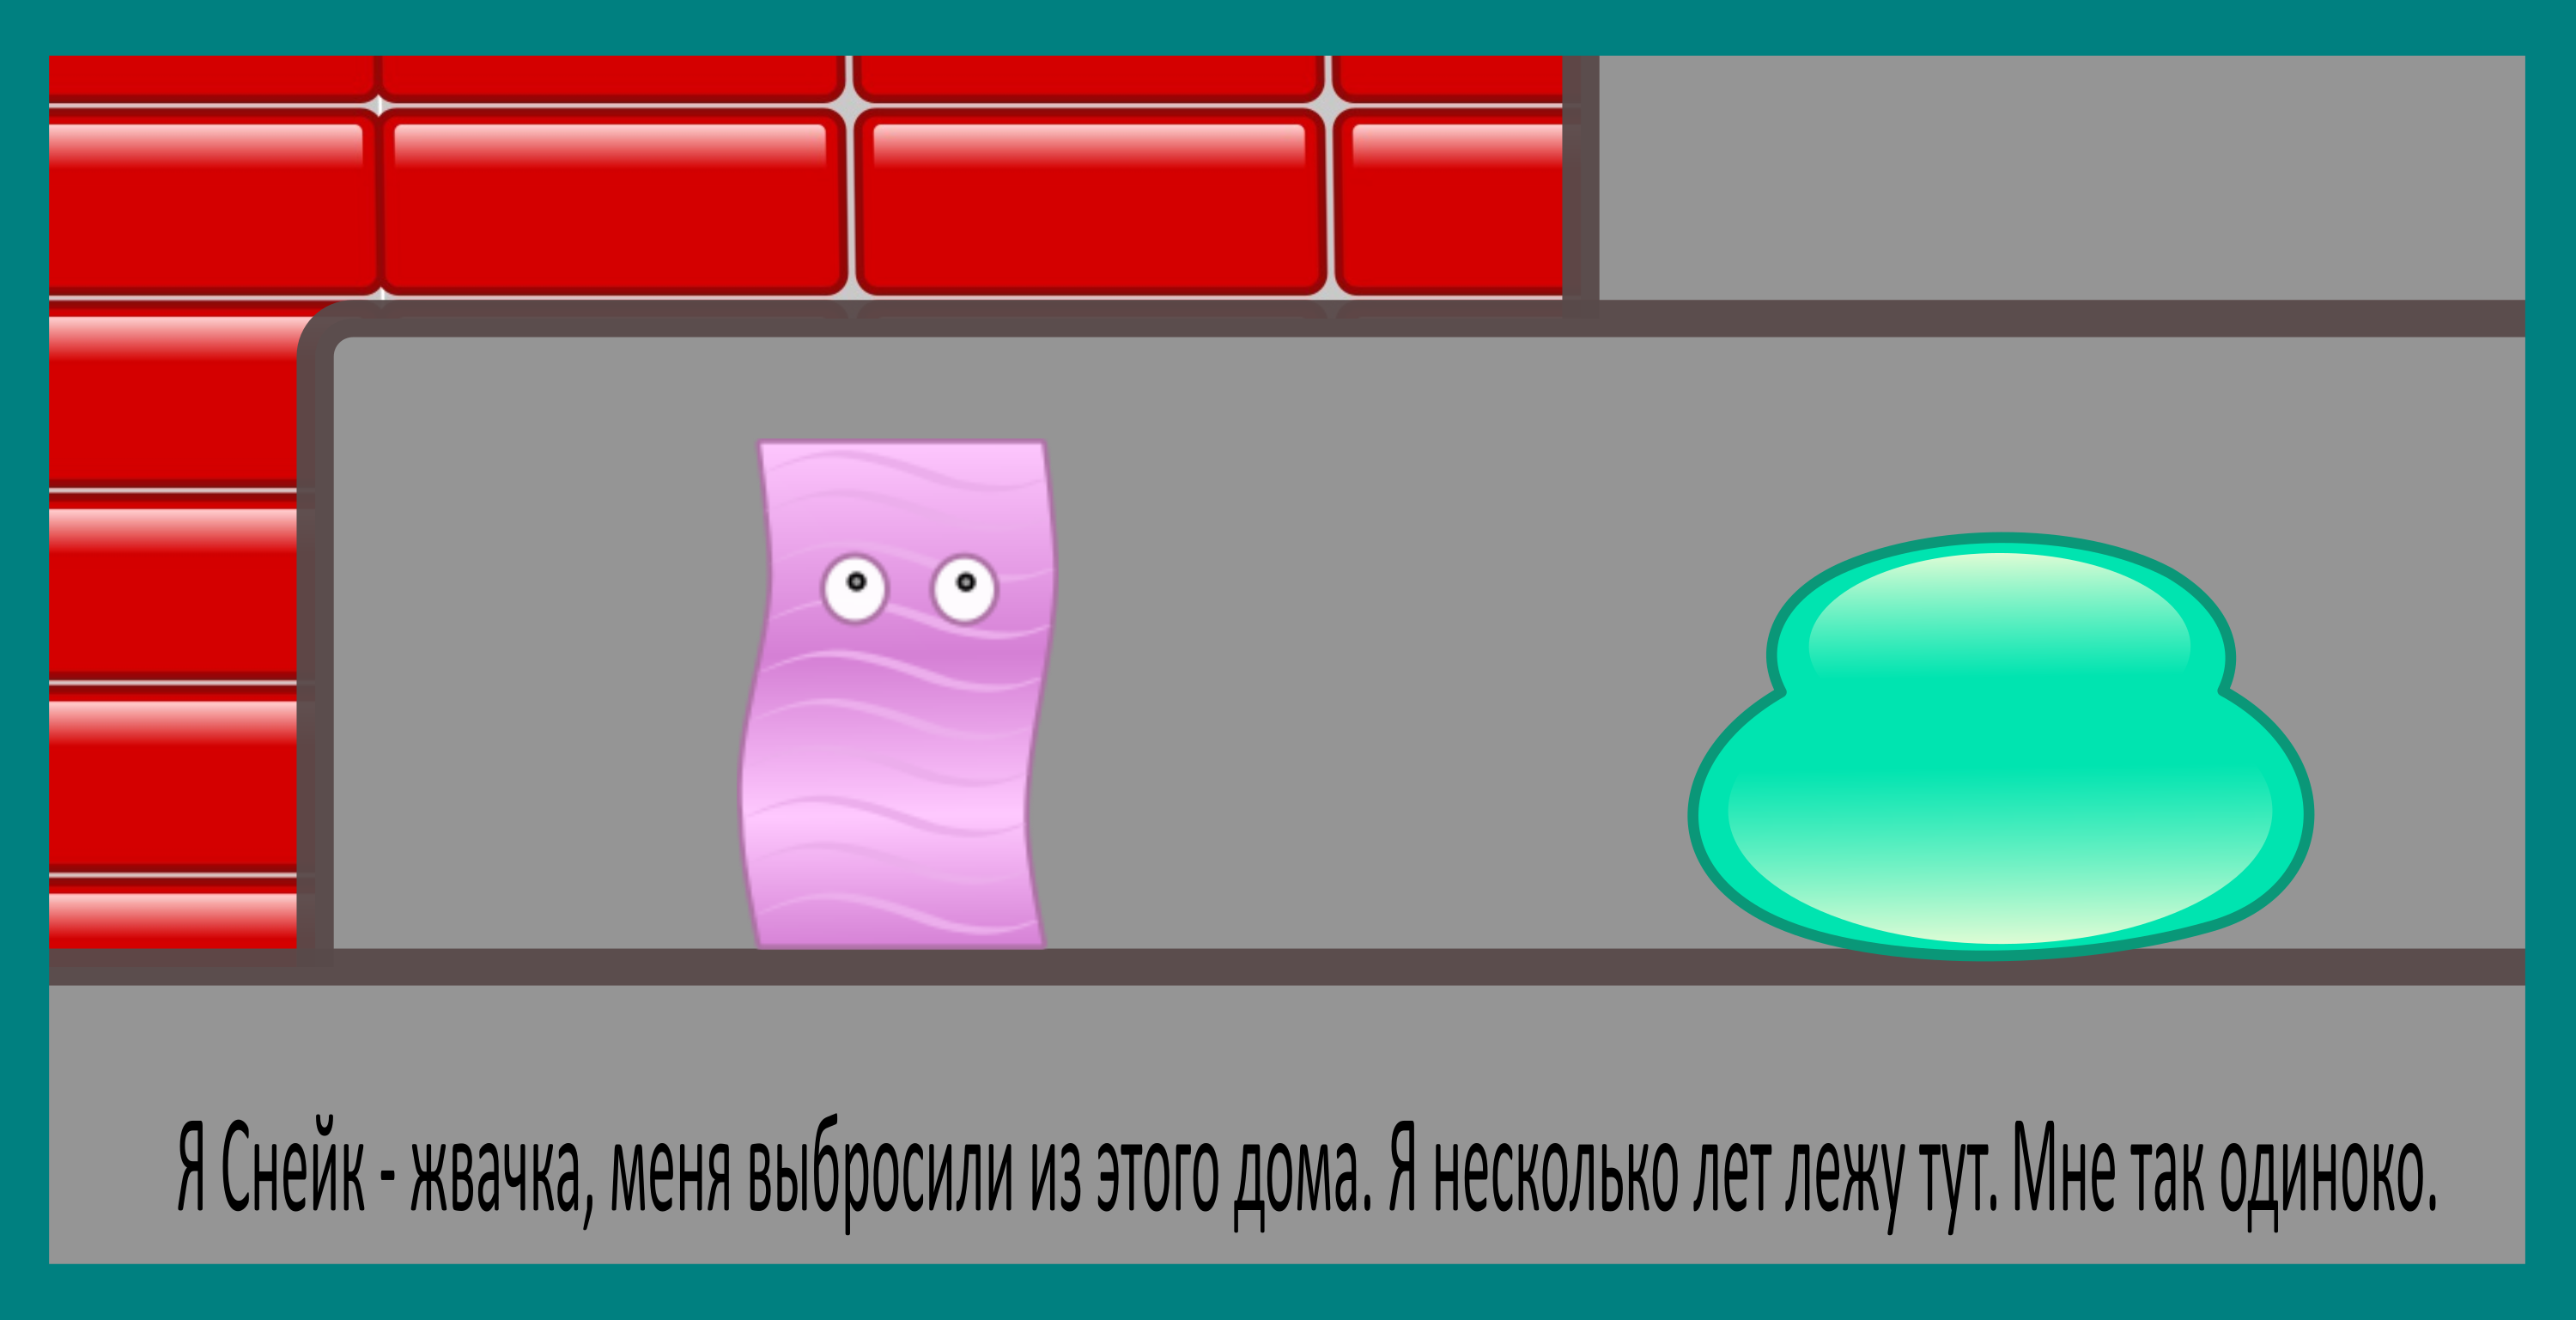 Я Снейк - жвачка, меня выбросили из этого дома. Я несколько лет лежу тут. Мне так одиноко.